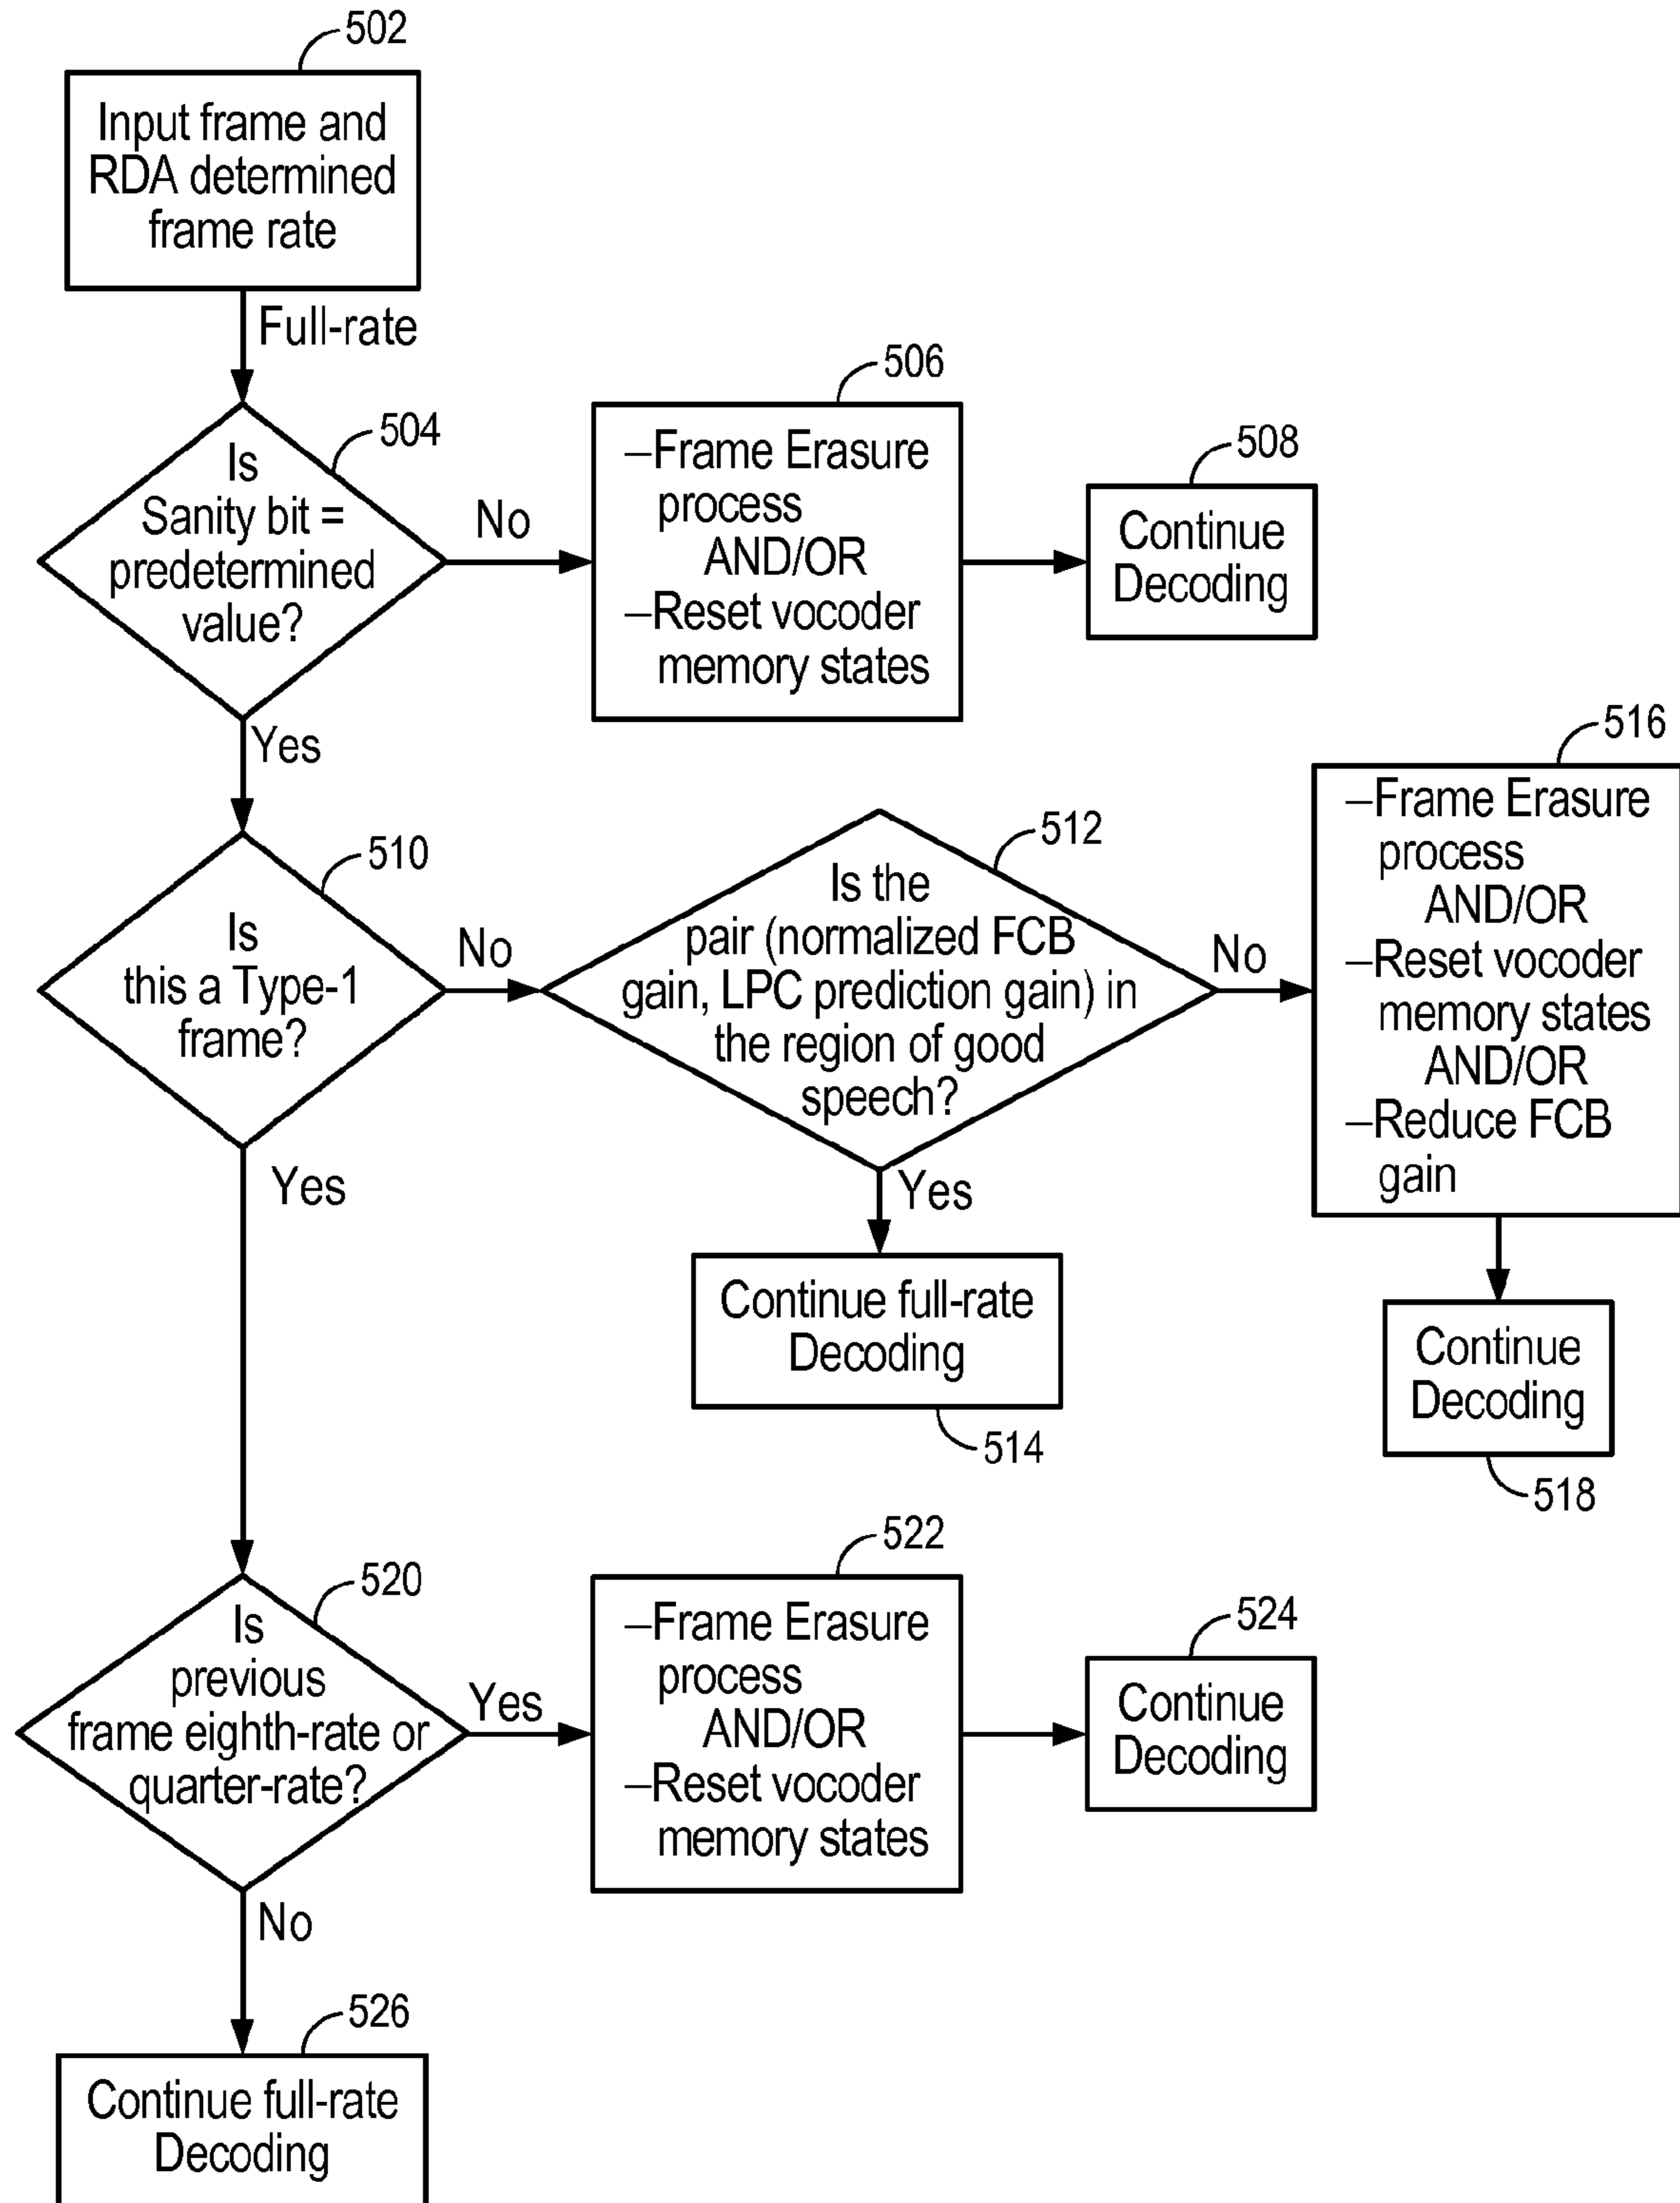 502
Input frame and
RDA determined
frame rate
Full-rate
504
Is
Sanity bit =
predetermined
value?
No
506
–Frame Erasure
process
AND/OR
–Reset vocoder
memory states
508
Continue
Decoding
Yes
510
Is
this a Type-1
frame?
No
512
Is the
pair (normalized FCB
gain, LPC prediction gain) in
the region of good
speech?
No
516
–Frame Erasure
process
AND/OR
–Reset vocoder
memory states
AND/OR
–Reduce FCB
gain
Yes
Continue full-rate
Decoding
514
Continue
Decoding
518
Yes
520
Is
previous
frame eighth-rate or
quarter-rate?
Yes
522
–Frame Erasure
process
AND/OR
–Reset vocoder
memory states
524
Continue
Decoding
No
526
Continue full-rate
Decoding